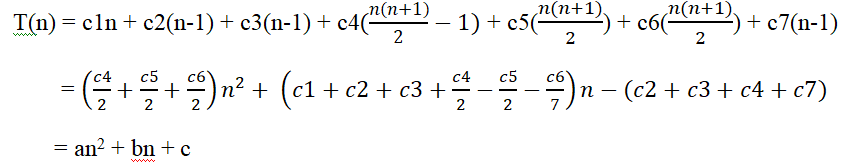 T(n) = c1n + c2(n-1) + c3(n-1) + c4(n(n+1)/2 − 1) + c5(n(n+1)/2) + c6(n(n+1)/2) + c7(n-1)
= (c4/2 + c5/2 + c6/2)n² + (c1 + c2 + c3 + c4/2 − c5/2 − c6/7)n − (c2 + c3 + c4 + c7)
= an² + bn + c